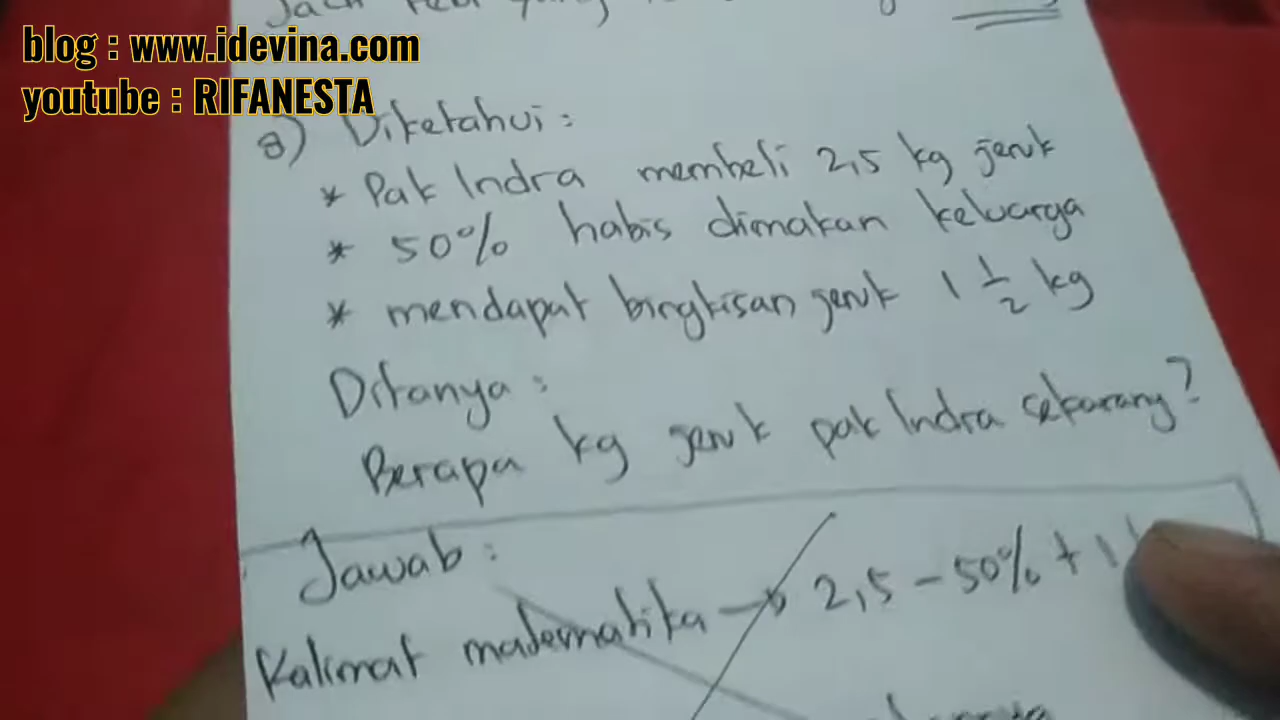 blog : www.idevina.com
youtube : RIFANESTA
8) Diketahui :
* Pak Indra membeli 2,5 kg jeruk
* 50% habis dimakan keluarga
* mendapat bingkisan jeruk 1 1/2 kg
Ditanya :
Berapa kg jeruk pak Indra sekarang?
Jawab :
Kalimat matematika → 2,5 - 50% + 1